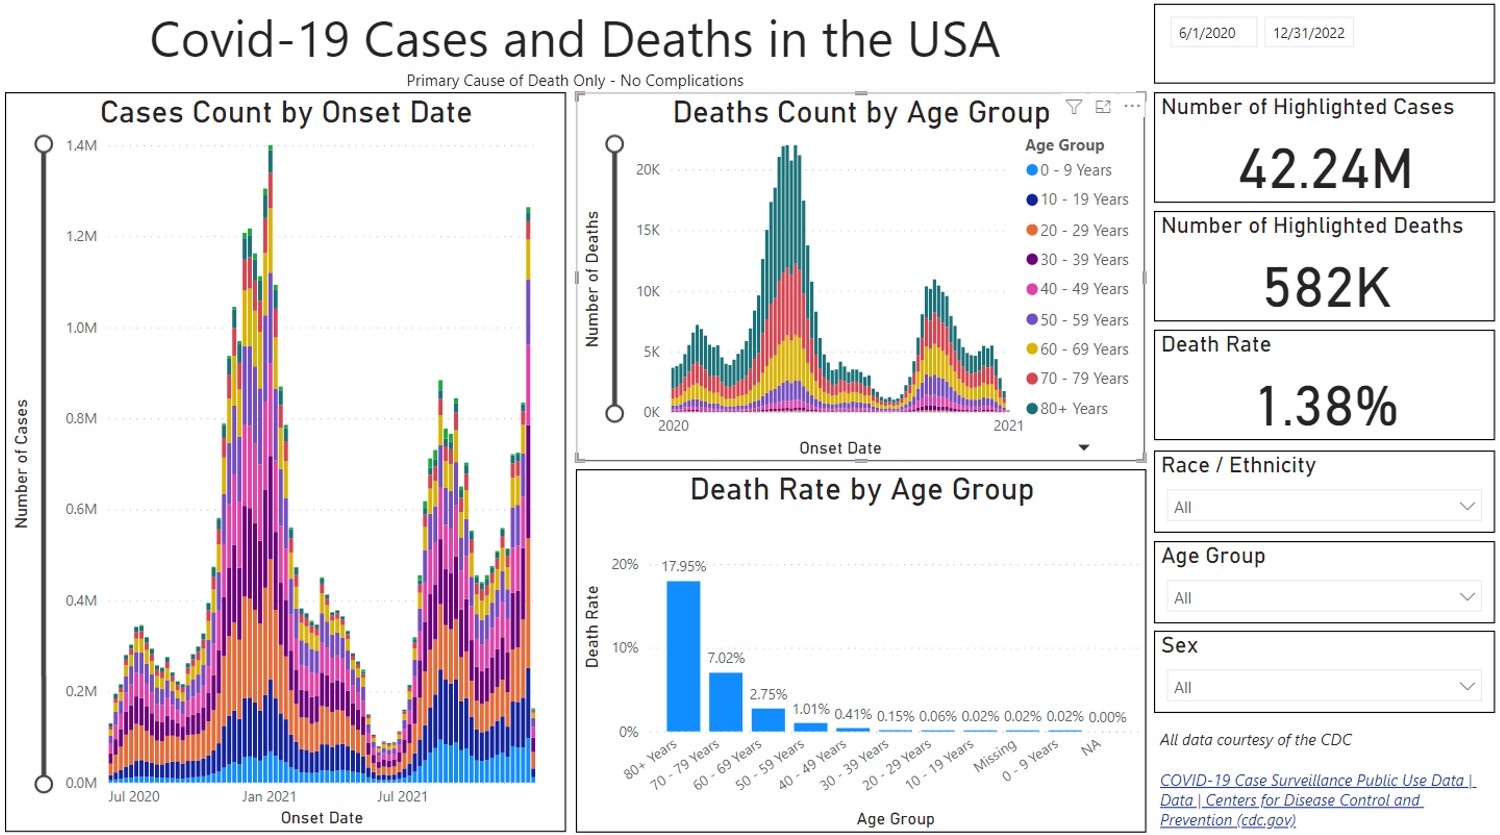 Covid-19 Cases and Deaths in the USA
Primary Cause of Death Only - No Complications
6/1/2020
12/31/2022
Cases Count by Onset Date
Number of Cases
1.4M
1.2M
1.0M
0.8M
0.6M
0.4M
0.2M
0.0M
Jul 2020
Jan 2021
Jul 2021
Onset Date
Deaths Count by Age Group
Number of Deaths
20K
15K
10K
5K
0K
2020
2021
Onset Date
Age Group
0 - 9 Years
10 - 19 Years
20 - 29 Years
30 - 39 Years
40 - 49 Years
50 - 59 Years
60 - 69 Years
70 - 79 Years
80+ Years
Death Rate by Age Group
Death Rate
20%
10%
0%
17.95%
7.02%
2.75%
1.01%
0.41%
0.15%
0.06%
0.02%
0.02%
0.02%
0.00%
80+ Years
70 - 79 Years
60 - 69 Years
50 - 59 Years
40 - 49 Years
30 - 39 Years
20 - 29 Years
10 - 19 Years
Missing
0 - 9 Years
NA
Age Group
Number of Highlighted Cases
42.24M
Number of Highlighted Deaths
582K
Death Rate
1.38%
Race / Ethnicity
All
Age Group
All
Sex
All
All data courtesy of the CDC
COVID-19 Case Surveillance Public Use Data |
Data | Centers for Disease Control and
Prevention (cdc.gov)